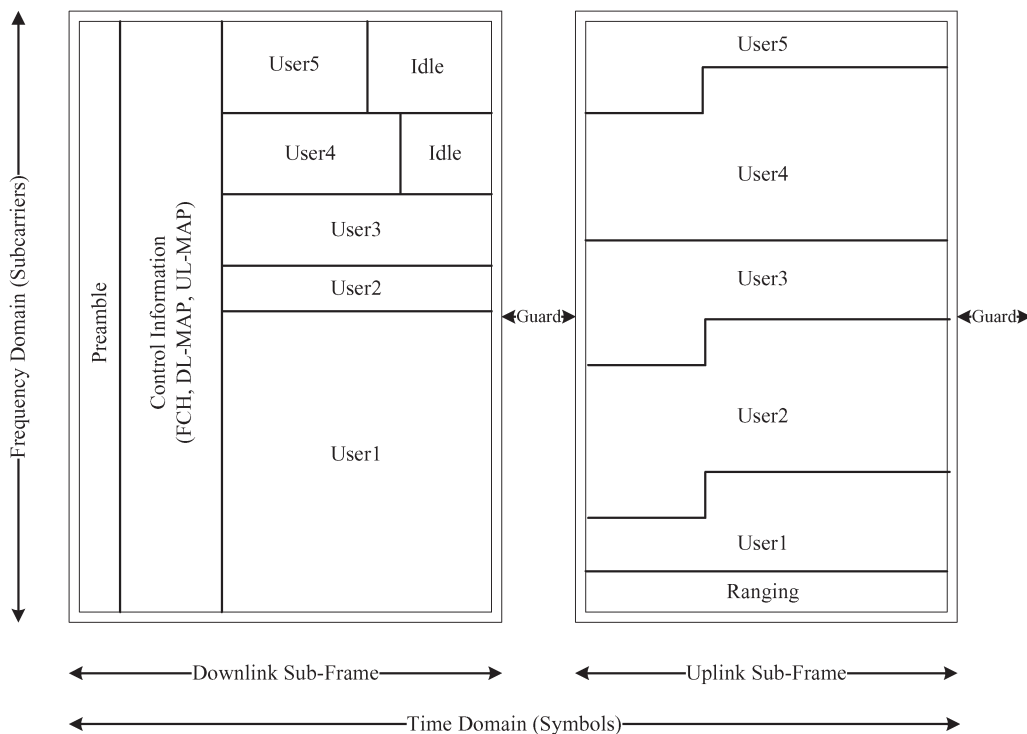 Frequency Domain (Subcarriers)
Preamble
Control Information
(FCH, DL-MAP, UL-MAP)
User5
Idle
User4
Idle
User3
User2
User1
Guard
User5
User4
User3
User2
User1
Ranging
Guard
Downlink Sub-Frame
Uplink Sub-Frame
Time Domain (Symbols)